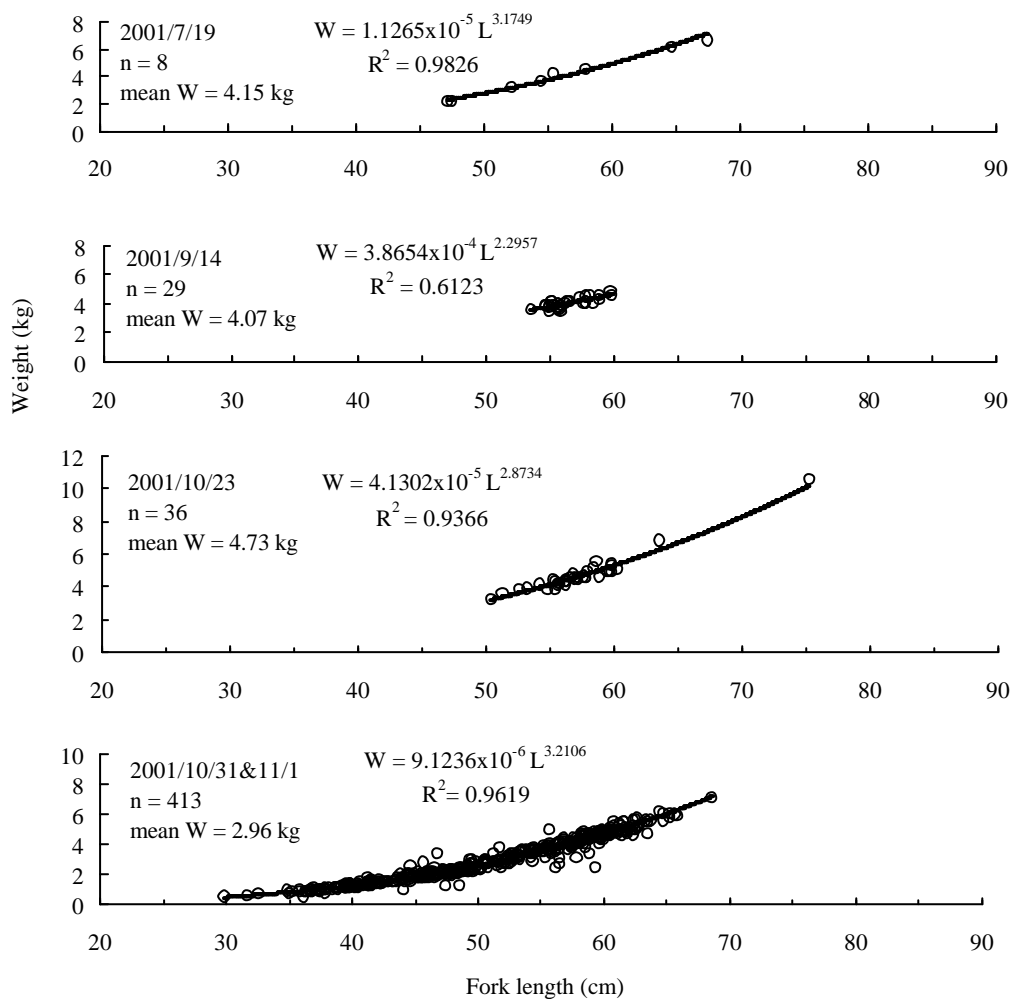 2001/7/19
n = 8
mean W = 4.15 kg
W = 1.1265x10^-5 L^3.1749
R^2 = 0.9826
8
6
4
2
0
20 30 40 50 60 70 80 90
2001/9/14
n = 29
mean W = 4.07 kg
W = 3.8654x10^-4 L^2.2957
R^2 = 0.6123
8
6
4
2
0
20 30 40 50 60 70 80 90
Weight (kg)
2001/10/23
n = 36
mean W = 4.73 kg
W = 4.1302x10^-5 L^2.8734
R^2 = 0.9366
12
10
8
6
4
2
0
20 30 40 50 60 70 80 90
2001/10/31&11/1
n = 413
mean W = 2.96 kg
W = 9.1236x10^-6 L^3.2106
R^2 = 0.9619
10
8
6
4
2
0
20 30 40 50 60 70 80 90
Fork length (cm)